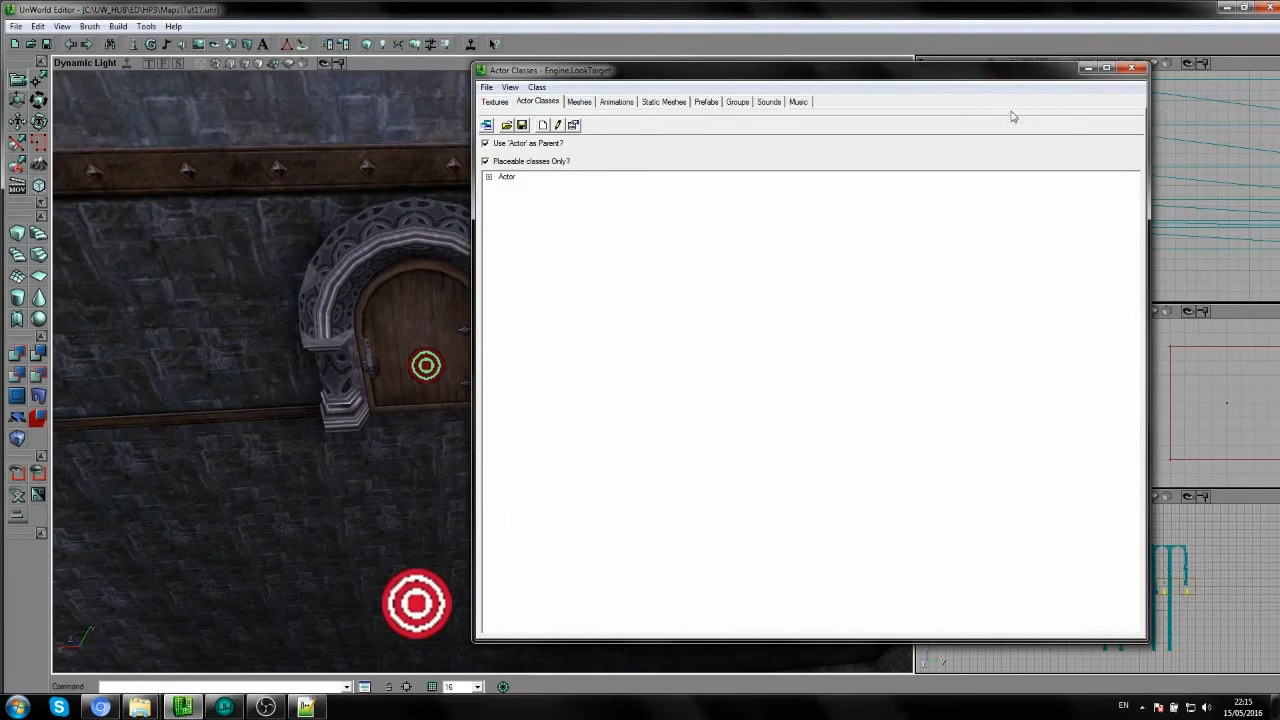 UnWorld Editor - [C:\UW_HUB\ED\HP3\Maps\Tut17.unr]
File Edit View Brush Build Tools Help
Dynamic Light T F S
Actor Classes - Engine.LookTarget
File View Class
Textures Actor Classes Meshes Animations Static Meshes Prefabs Groups Sounds Music
Use 'Actor' as Parent?
Placeable classes Only?
Actor
MOV
Command 16
EN 22:15
15/05/2016